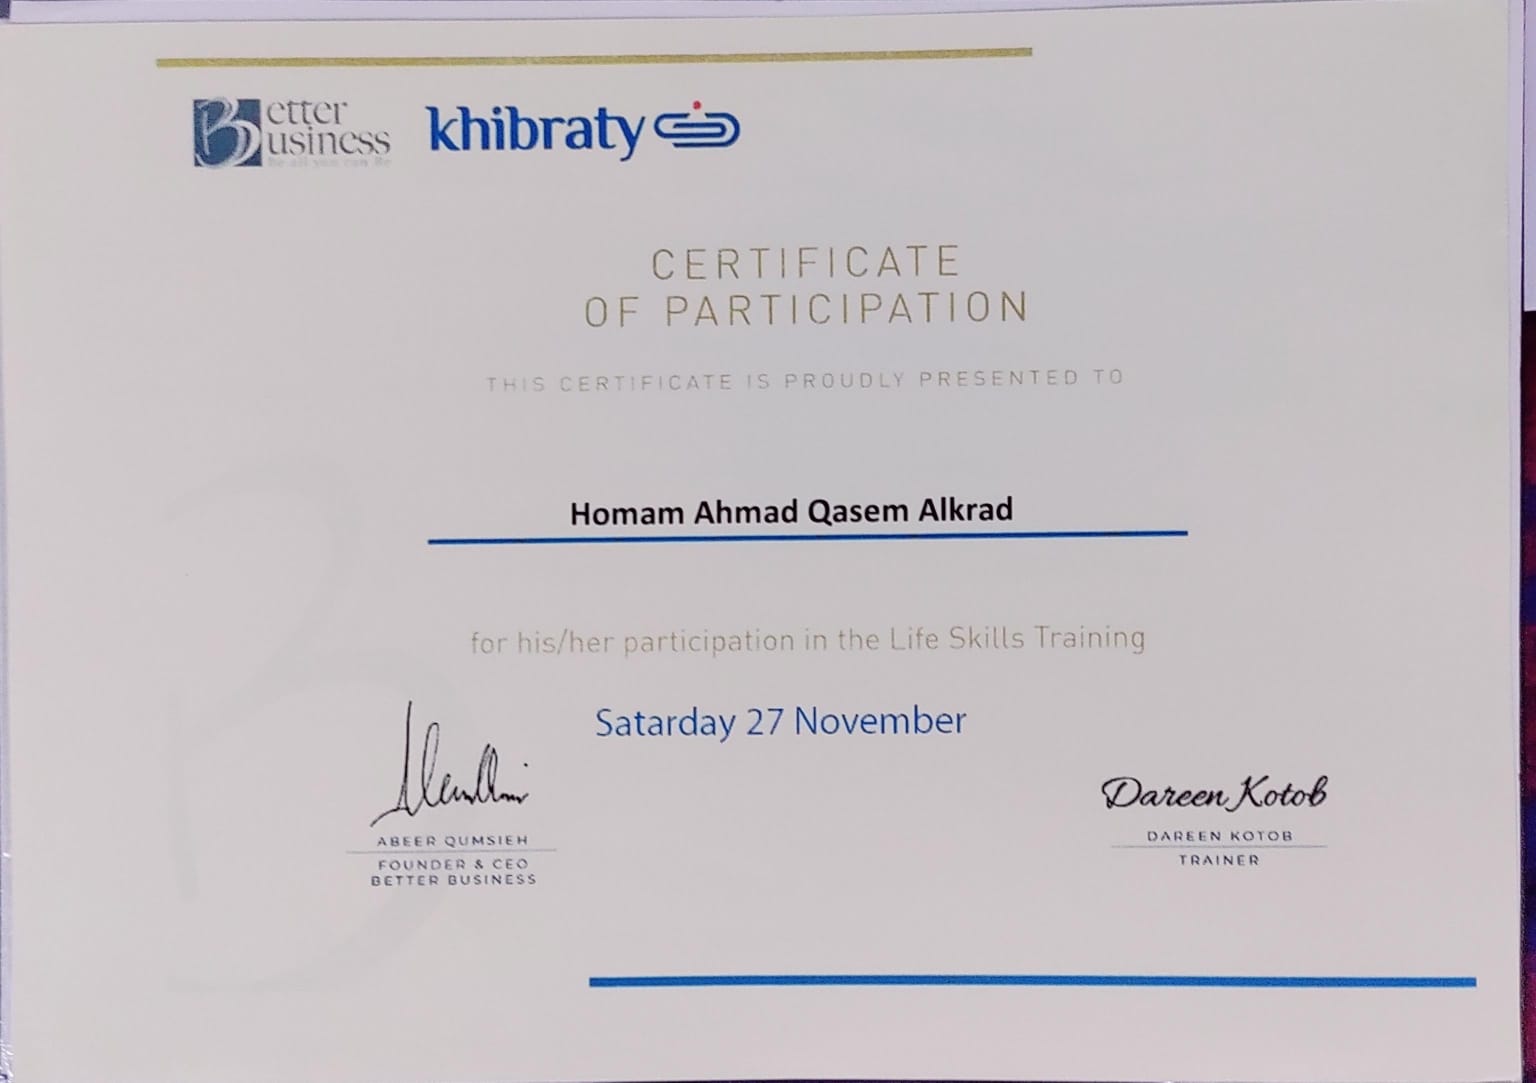 Better
Business
Be all you can Be
khibraty
CERTIFICATE
OF PARTICIPATION
THIS CERTIFICATE IS PROUDLY PRESENTED TO
Homam Ahmad Qasem Alkrad
for his/her participation in the Life Skills Training
Satarday 27 November
Dareen Kotob
ABEER QUMSIEH
FOUNDER & CEO
BETTER BUSINESS
DAREEN KOTOB
TRAINER